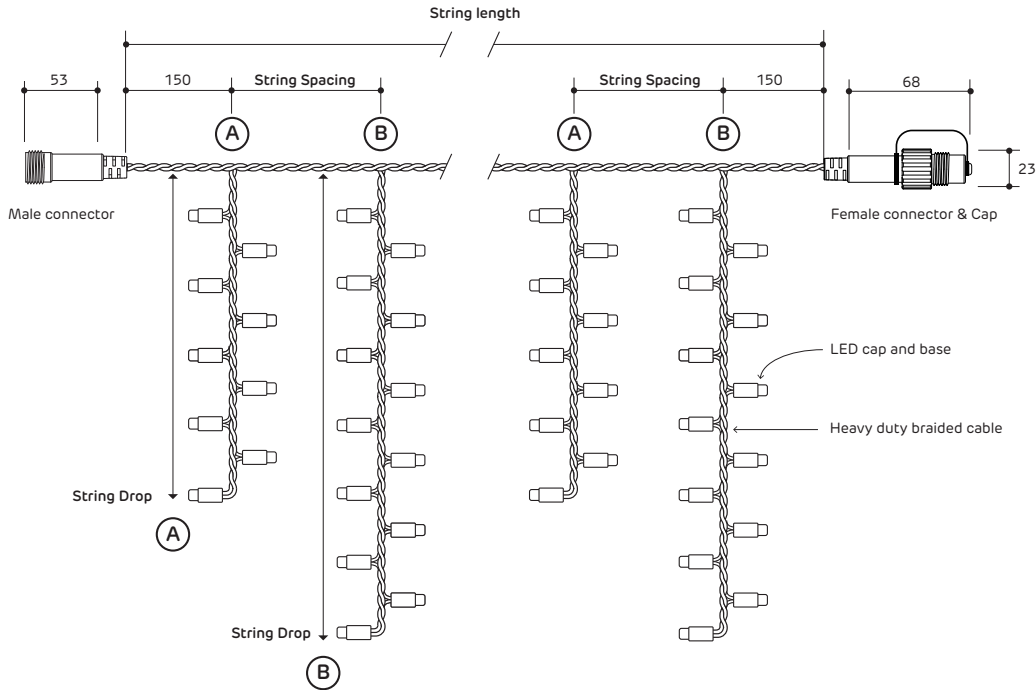 String length
53
150
String Spacing
String Spacing
150
68
A
B
A
B
23
Male connector
Female connector & Cap
LED cap and base
Heavy duty braided cable
String Drop
A
String Drop
B